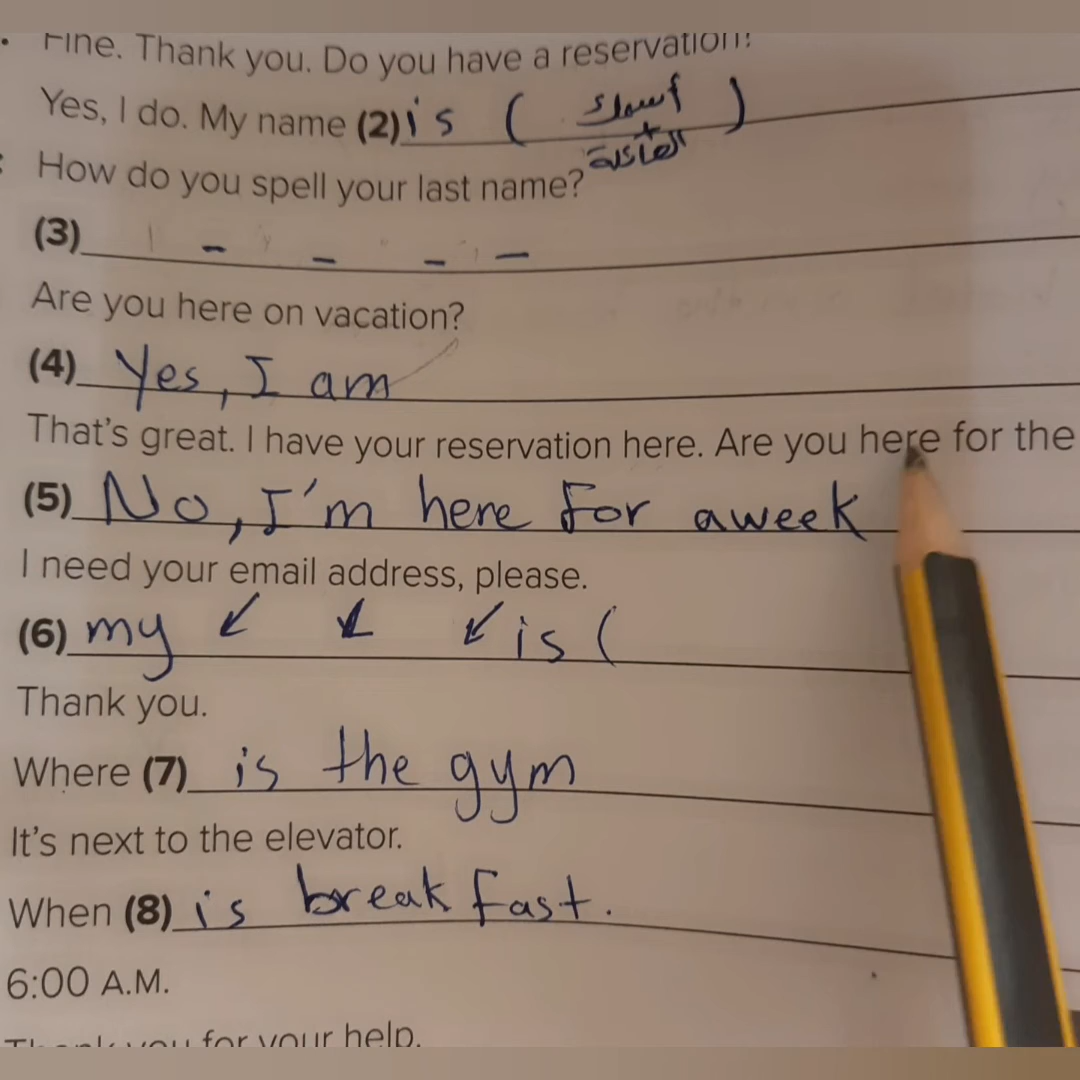 Fine. Thank you. Do you have a reservation?
Yes, I do. My name (2) is ( أسمك + العائلة )
How do you spell your last name?
(3) _ _ _ _
Are you here on vacation?
(4) Yes, I am
That's great. I have your reservation here. Are you here for the
(5) No, I'm here for aweek
I need your email address, please.
(6) my ↙ ↙ ↙ is (
Thank you.
Where (7) is the gym
It's next to the elevator.
When (8) is breakfast.
6:00 A.M.
Thank you for your help.